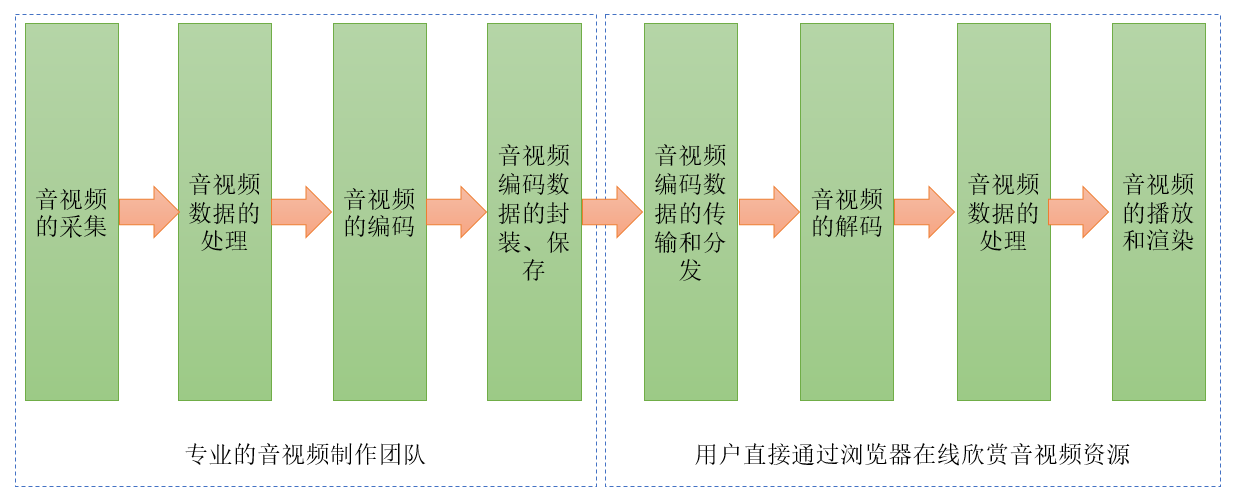 音视频
的采集
音视频
数据的
处理
音视频
的编码
音视频
编码数
据的封
装、保
存
音视频
编码数
据的传
输和分
发
音视频
的解码
音视频
数据的
处理
音视频
的播放
和渲染
专业的音视频制作团队
用户直接通过浏览器在线欣赏音视频资源